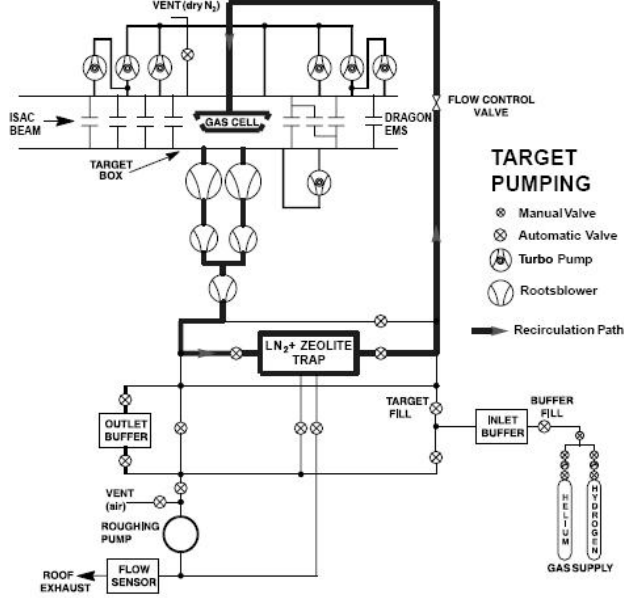 VENT (dry N₂)
ISAC
BEAM
GAS CELL
DRAGON
EMS
FLOW CONTROL
VALVE
TARGET
BOX
TARGET
PUMPING
Manual Valve
Automatic Valve
Turbo Pump
Rootsblower
Recirculation Path
LN₂+ ZEOLITE
TRAP
TARGET
FILL
BUFFER
FILL
OUTLET
BUFFER
INLET
BUFFER
VENT
(air)
ROUGHING
PUMP
HELIUM
HYDROGEN
GAS SUPPLY
ROOF
EXHAUST
FLOW
SENSOR